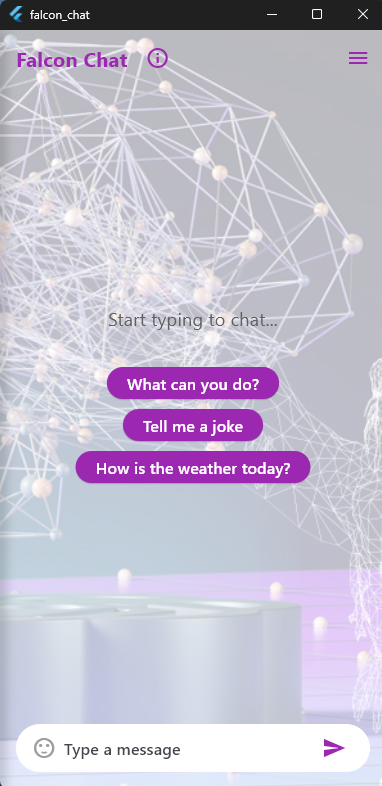 falcon_chat
Falcon Chat
Start typing to chat...
What can you do?
Tell me a joke
How is the weather today?
Type a message